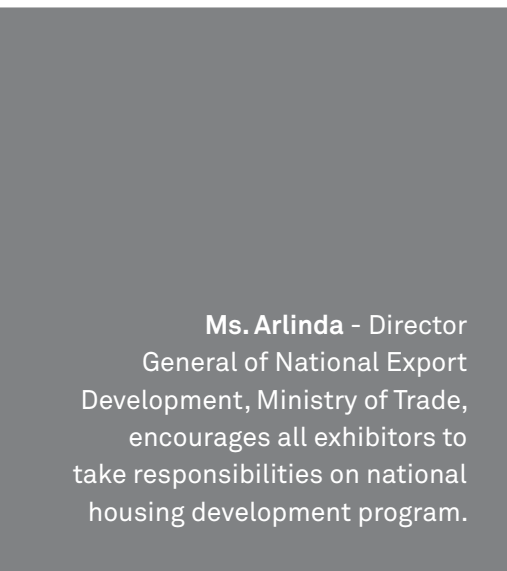 Ms. Arlinda - Director
General of National Export
Development, Ministry of Trade,
encourages all exhibitors to
take responsibilities on national
housing development program.